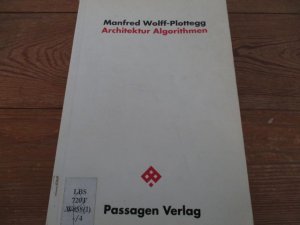 Manfred Wolff-Plottegg
Architektur Algorithmen
LBS
Passagen Verlag